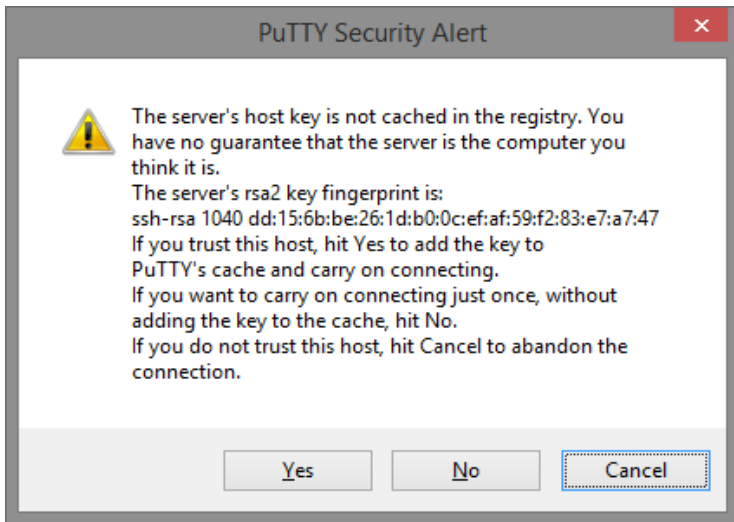 PuTTY Security Alert
The server's host key is not cached in the registry. You
have no guarantee that the server is the computer you
think it is.
The server's rsa2 key fingerprint is:
ssh-rsa 1040 dd:15:6b:be:26:1d:b0:0c:ef:af:59:f2:83:e7:a7:47
If you trust this host, hit Yes to add the key to
PuTTY's cache and carry on connecting.
If you want to carry on connecting just once, without
adding the key to the cache, hit No.
If you do not trust this host, hit Cancel to abandon the
connection.
Yes No Cancel